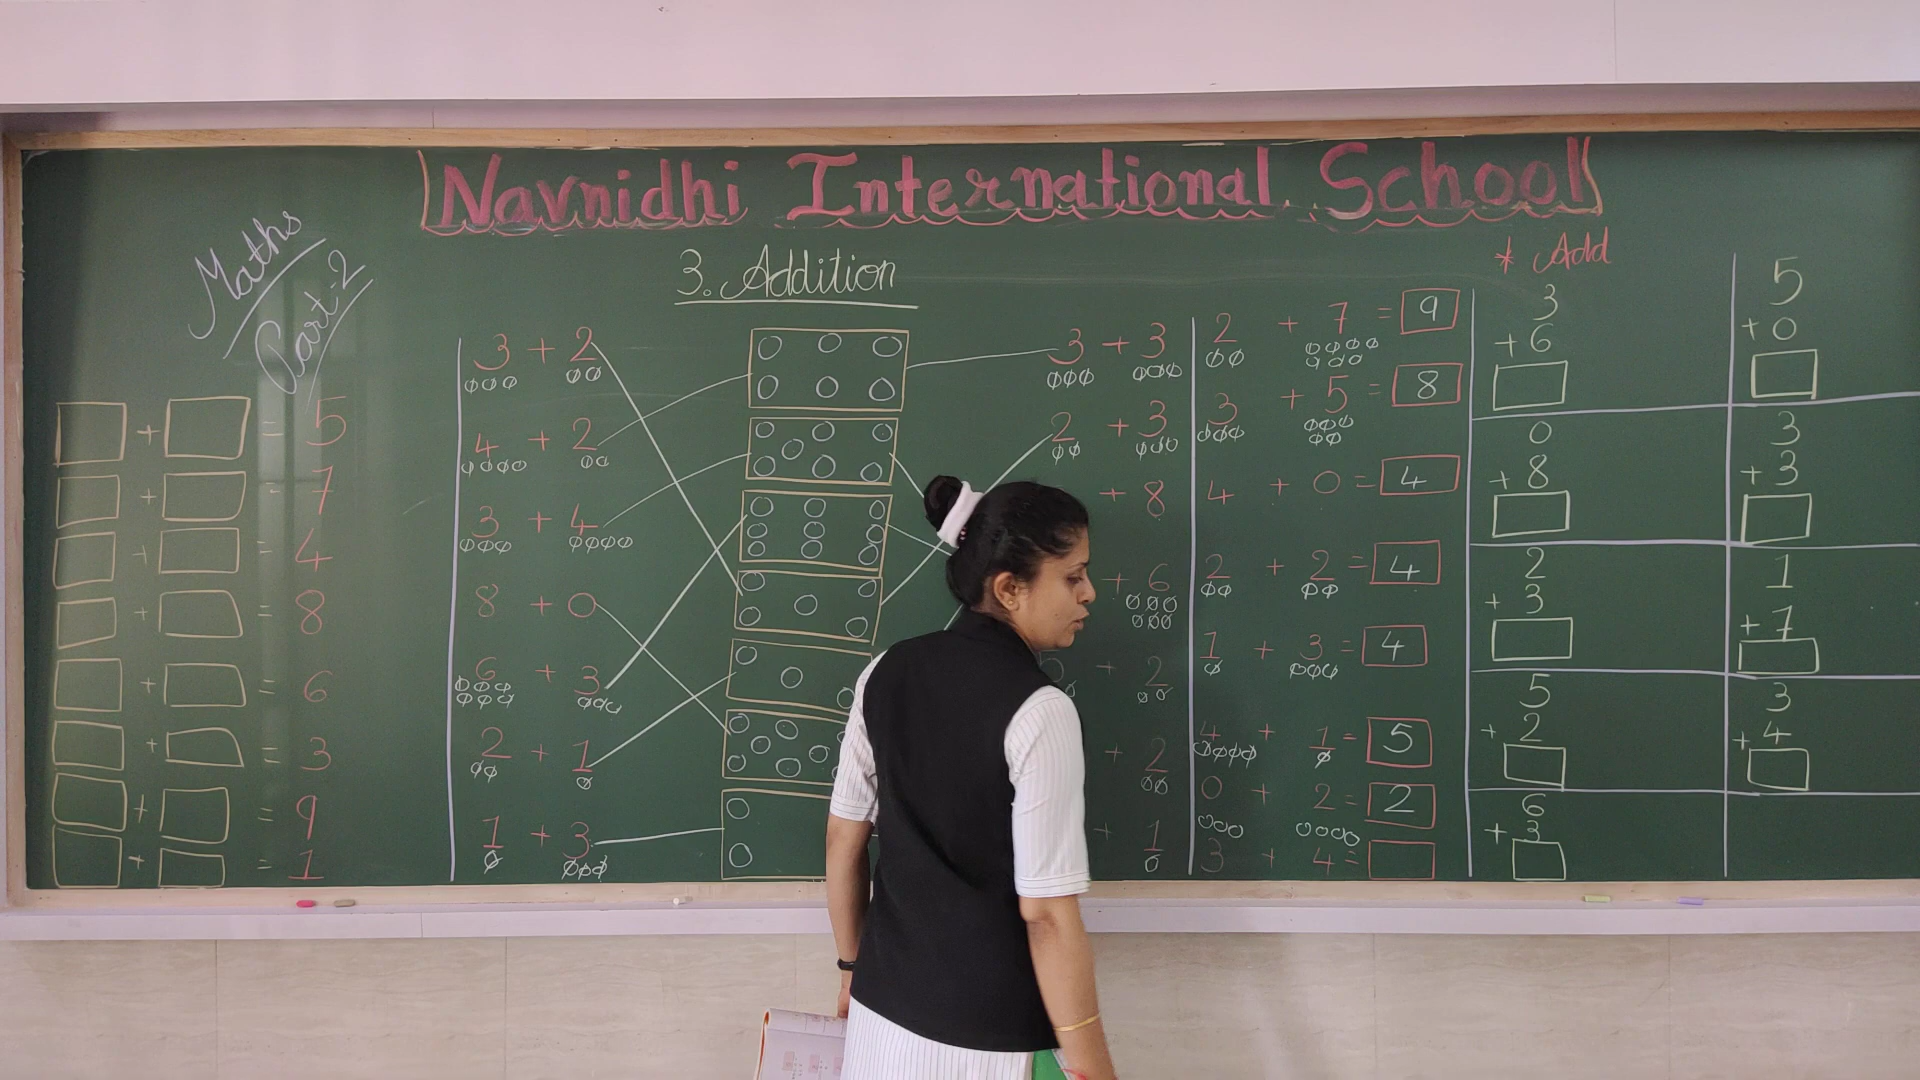 Navnidhi International School
Maths
Part-2
3. Addition
* Add
+ = 5
+ - 7
+ = 4
+ = 8
+ = 6
+ = 3
+ = 9
+ = 1
3 + 2
4 + 2
3 + 4
8 + 0
6 + 3
2 + 1
1 + 3
3 + 3
2 + 3
+ 8
+ 6
+ 2
+ 2
+ 1
2 + 7 = 9
3 + 5 = 8
4 + 0 = 4
2 + 2 = 4
1 + 3 = 4
4 + 1 = 5
0 + 2 = 2
3 + 4 =
3
+ 6
0
+ 8
2
+ 3
5
+ 2
6
+ 3
5
+ 0
3
+ 3
1
+ 7
3
+ 4